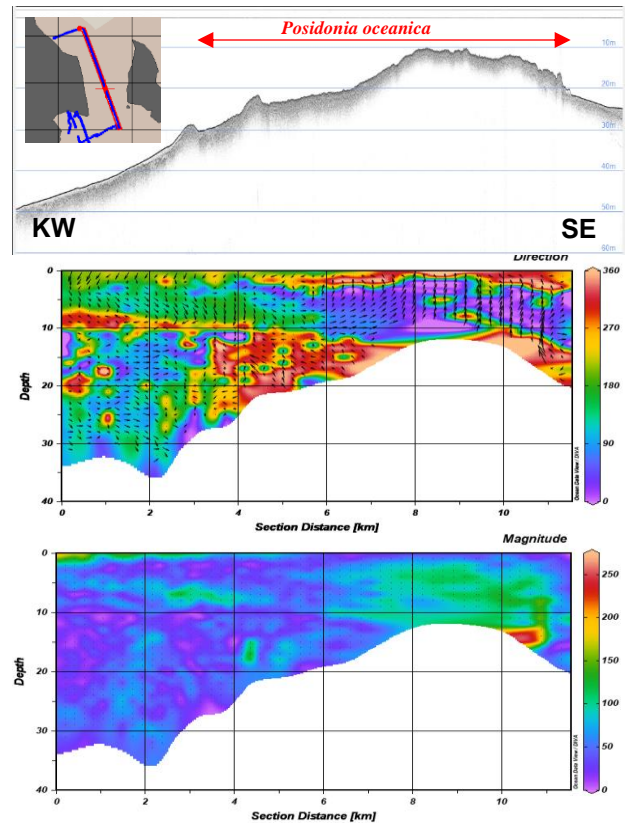 Posidonia oceanica
10m
20m
30m
40m
50m
60m
KW SE
Direction
0
10
20
30
40
Depth
0 2 4 6 8 10
Section Distance [km]
360
270
180
90
0
Ocean Data View / DIVA
Magnitude
0
10
20
30
40
Depth
0 2 4 6 8 10
Section Distance [km]
250
200
150
100
50
0
Ocean Data View / DIVA